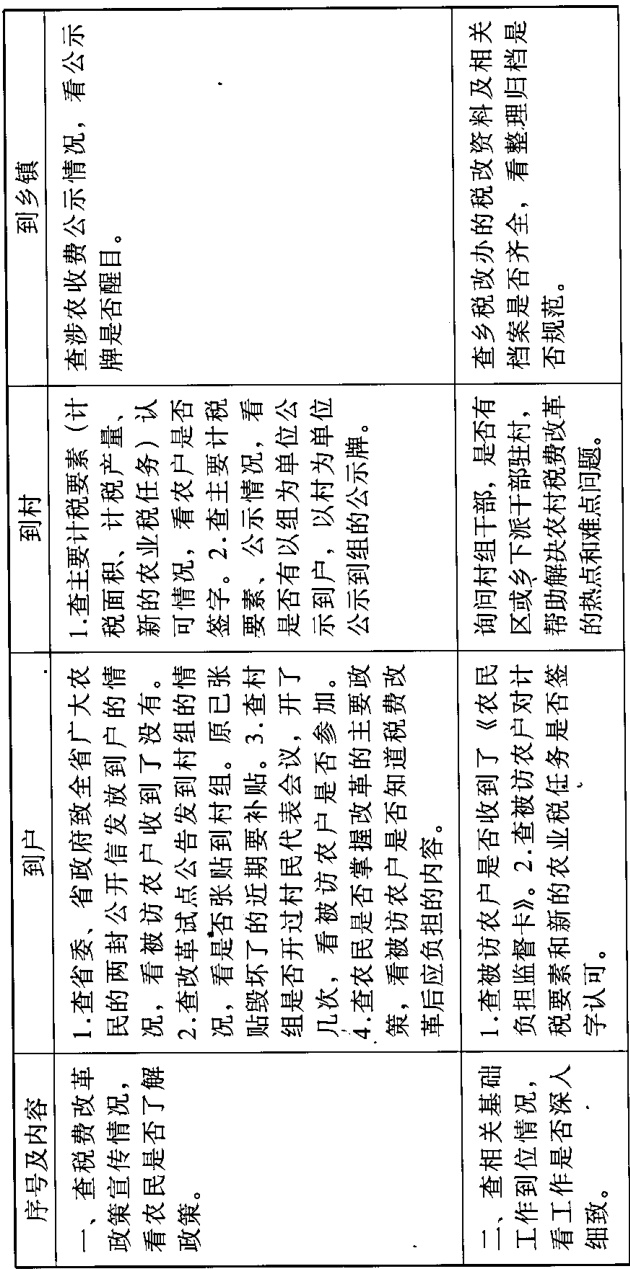 序号及内容
到户
到村
到乡镇
一、查税费改革
政策宣传情况，
看农民是否了解
政策。
1.查省委、省政府致全省广大农
民的两封公开信发放到户的情
况，看被访农户收到了没有。
2.查改革试点公告发到村组的情
况，看是否张贴到村组。原已张
贴毁坏了的近期要补贴。3.查村
组是否开过村民代表会议，开了
几次，看被访农户是否参加。
4.查农民是否掌握改革的主要政
策，看被访农户是否知道税费改
革后应负担的内容。
1.查主要计税要素（计
税面积、计税产量、
新的农业税任务）认
可情况，看农户是否
签字。2.查主要计税
要素、公示情况，看
是否有以组为单位公
示到户，以村为单位
公示到组的公示牌。
查涉农收费公示情况，看公示
牌是否醒目。
二、查相关基础
工作到位情况，
看工作是否深入
细致。
1.查被访农户是否收到了《农民
负担监督卡》。2.查被访农户对计
税要素和新的农业税任务是否签
字认可。
询问村组干部，是否有
区或乡下派干部驻村，
帮助解决农村税费改革
的热点和难点问题。
查乡税改办的税改资料及相关
档案是否齐全，看整理归档是
否规范。